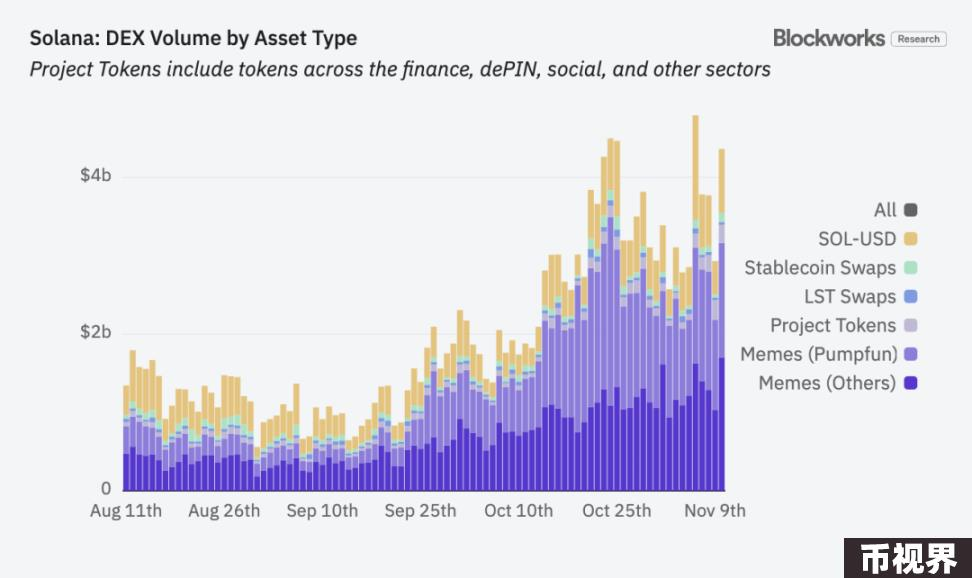 Solana: DEX Volume by Asset Type
Blockworks Research
Project Tokens include tokens across the finance, dePIN, social, and other sectors
$4b
$2b
0
Aug 11th Aug 26th Sep 10th Sep 25th Oct 10th Oct 25th Nov 9th
All
SOL-USD
Stablecoin Swaps
LST Swaps
Project Tokens
Memes (Pumpfun)
Memes (Others)
币视界